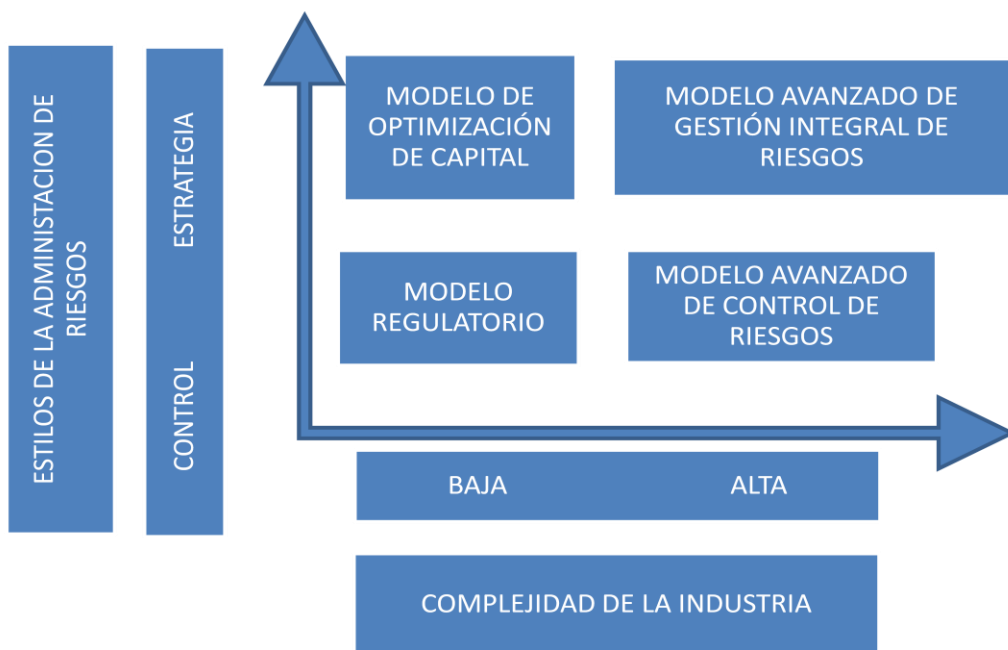 ESTILOS DE LA ADMINISTACION DE
RIESGOS
CONTROL
ESTRATEGIA
MODELO DE
OPTIMIZACIÓN
DE CAPITAL
MODELO AVANZADO DE
GESTIÓN INTEGRAL DE
RIESGOS
MODELO
REGULATORIO
MODELO AVANZADO
DE CONTROL DE
RIESGOS
BAJA
ALTA
COMPLEJIDAD DE LA INDUSTRIA